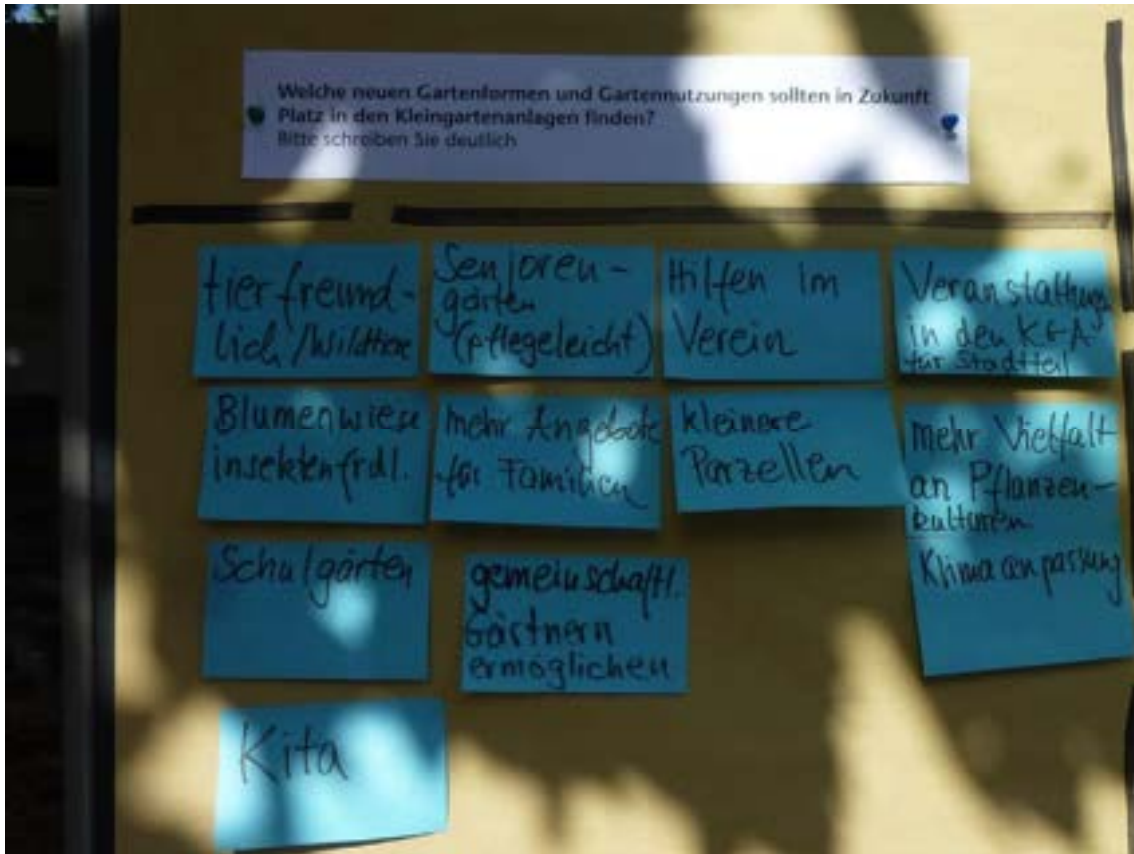 Welche neuen Gartenformen und Gartennutzungen sollten in Zukunft
Platz in den Kleingartenanlagen finden?
Bitte schreiben Sie deutlich
tierfreund-
lich/Wildtiere
Senioren-
gärten
(pflegeleicht)
Hilfen im
Verein
Veranstaltungen
in den KGA
für Stadtteil
Blumenwiese
insektenfrdl.
mehr Angebote
für Familien
kleinere
Parzellen
mehr Vielfalt
an Pflanzen-
kulturen
Klimaanpassung
Schulgärten
gemeinschaftl.
Gärtnern
ermöglichen
Kita